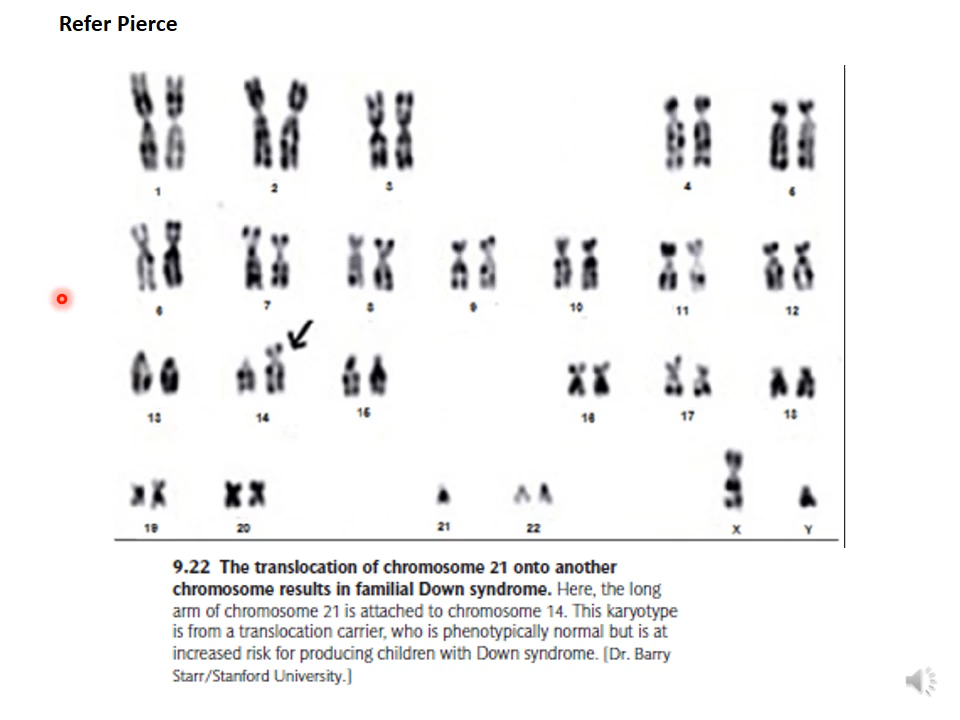 Refer Pierce
1 2 3 4 6
6 7 8 9 10 11 12
13 14 15 16 17 18
19 20 21 22 X Y
9.22 The translocation of chromosome 21 onto another
chromosome results in familial Down syndrome. Here, the long
arm of chromosome 21 is attached to chromosome 14. This karyotype
is from a translocation carrier, who is phenotypically normal but is at
increased risk for producing children with Down syndrome. [Dr. Barry
Starr/Stanford University.]